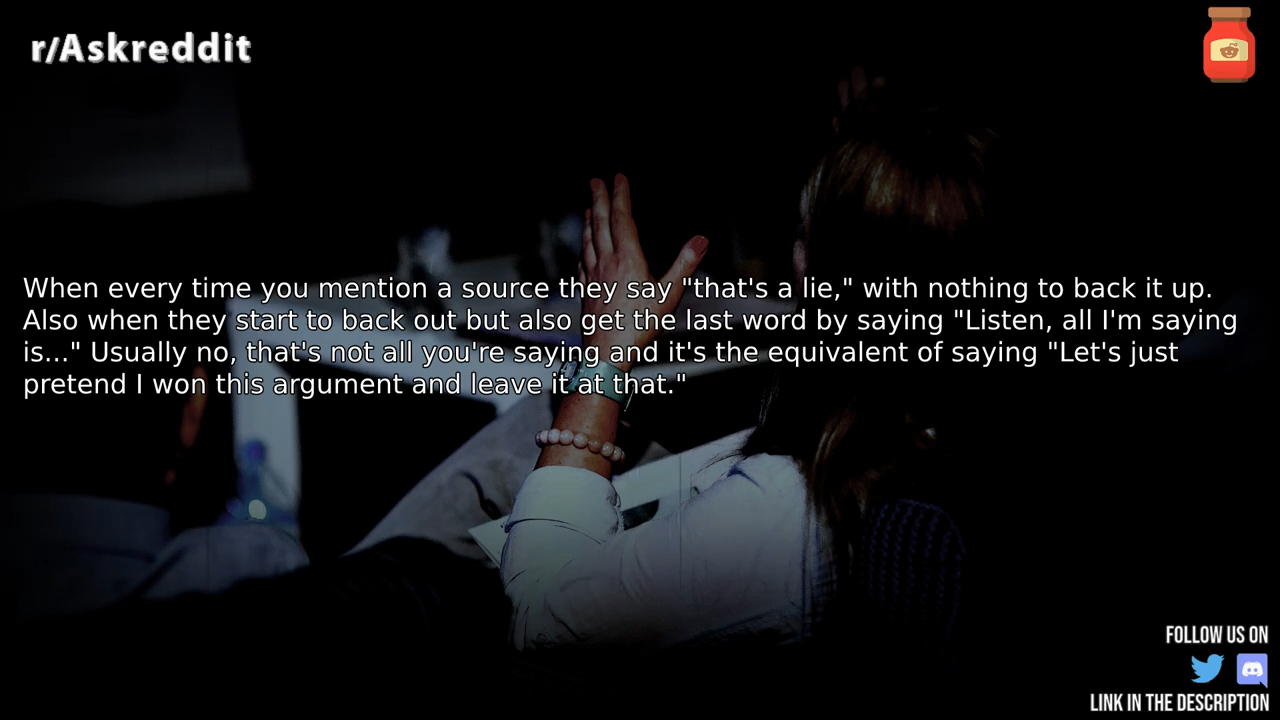 r/Askreddit
When every time you mention a source they say "that's a lie," with nothing to back it up.
Also when they start to back out but also get the last word by saying "Listen, all I'm saying
is..." Usually no, that's not all you're saying and it's the equivalent of saying "Let's just
pretend I won this argument and leave it at that."
FOLLOW US ON
LINK IN THE DESCRIPTION